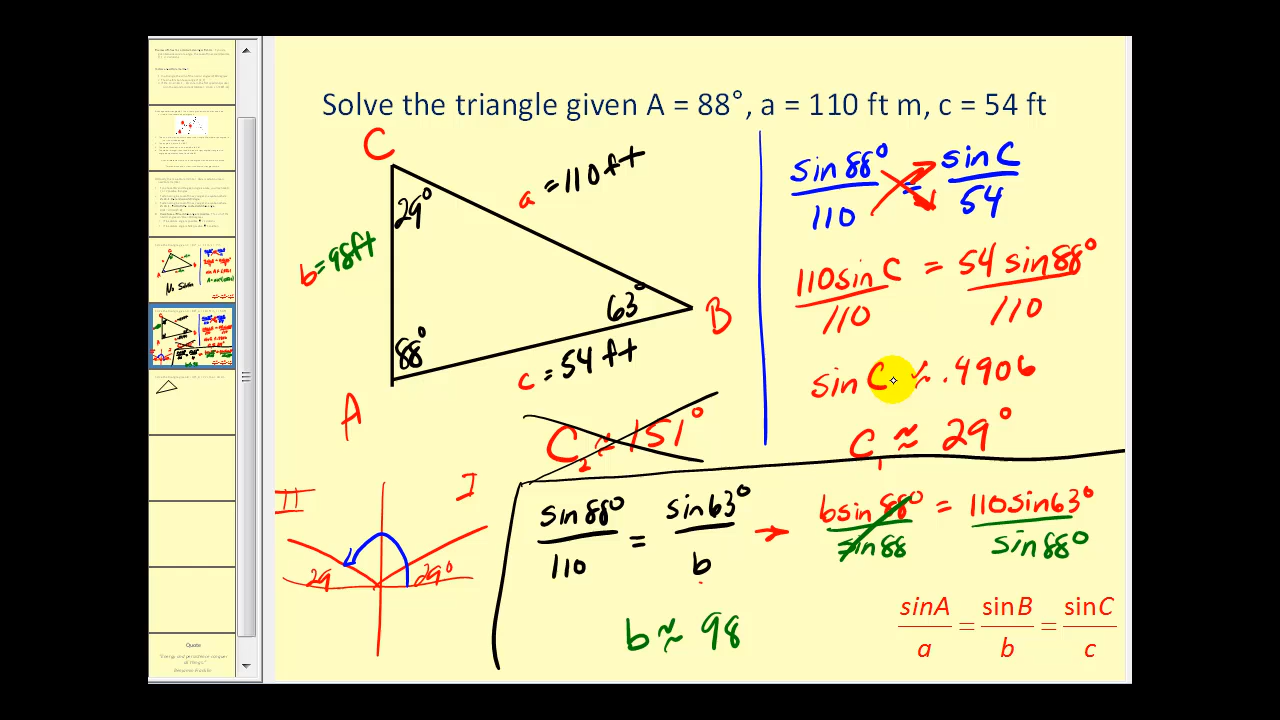 Solve the triangle given A = 88°, a = 110 ft m, c = 54 ft
C
29°
a = 110 ft
b = 98 ft
63°
B
88°
c = 54 ft
A
sin 88° / 110 = sin C / 54
110 sin C / 110 = 54 sin 88° / 110
sin C ≈ .4906
C₁ ≈ 29°
C₂ ≈ 151°
II
I
29
29°
sin 88° / 110 = sin 63° / b → b sin 88° / sin 88 = 110 sin 63° / sin 88°
b ≈ 98
sinA / a = sinB / b = sinC / c
No Solution
Quote